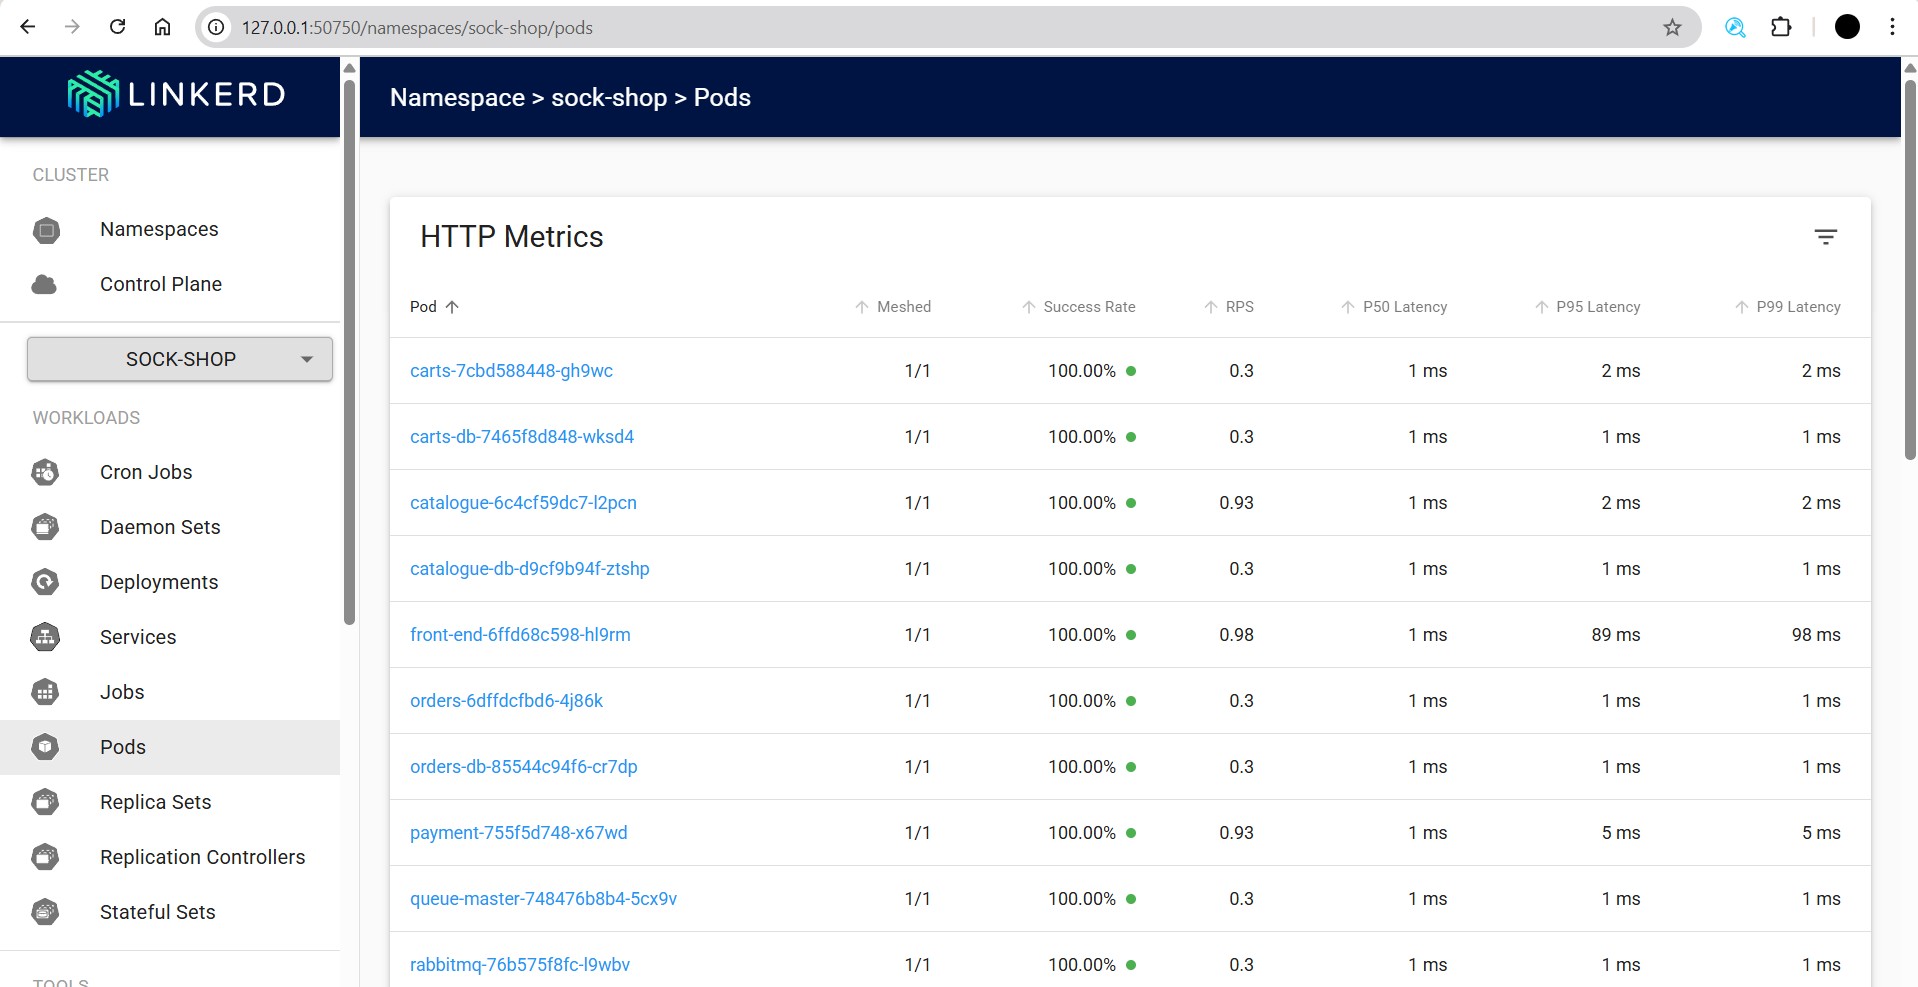 127.0.0.1:50750/namespaces/sock-shop/pods
LINKERD
Namespace > sock-shop > Pods
CLUSTER
Namespaces
Control Plane
SOCK-SHOP
WORKLOADS
Cron Jobs
Daemon Sets
Deployments
Services
Jobs
Pods
Replica Sets
Replication Controllers
Stateful Sets
TOOLS
HTTP Metrics
Pod Meshed Success Rate RPS P50 Latency P95 Latency P99 Latency
carts-7cbd588448-gh9wc 1/1 100.00% 0.3 1 ms 2 ms 2 ms
carts-db-7465f8d848-wksd4 1/1 100.00% 0.3 1 ms 1 ms 1 ms
catalogue-6c4cf59dc7-l2pcn 1/1 100.00% 0.93 1 ms 2 ms 2 ms
catalogue-db-d9cf9b94f-ztshp 1/1 100.00% 0.3 1 ms 1 ms 1 ms
front-end-6ffd68c598-hl9rm 1/1 100.00% 0.98 1 ms 89 ms 98 ms
orders-6dffdcfbd6-4j86k 1/1 100.00% 0.3 1 ms 1 ms 1 ms
orders-db-85544c94f6-cr7dp 1/1 100.00% 0.3 1 ms 1 ms 1 ms
payment-755f5d748-x67wd 1/1 100.00% 0.93 1 ms 5 ms 5 ms
queue-master-748476b8b4-5cx9v 1/1 100.00% 0.3 1 ms 1 ms 1 ms
rabbitmq-76b575f8fc-l9wbv 1/1 100.00% 0.3 1 ms 1 ms 1 ms